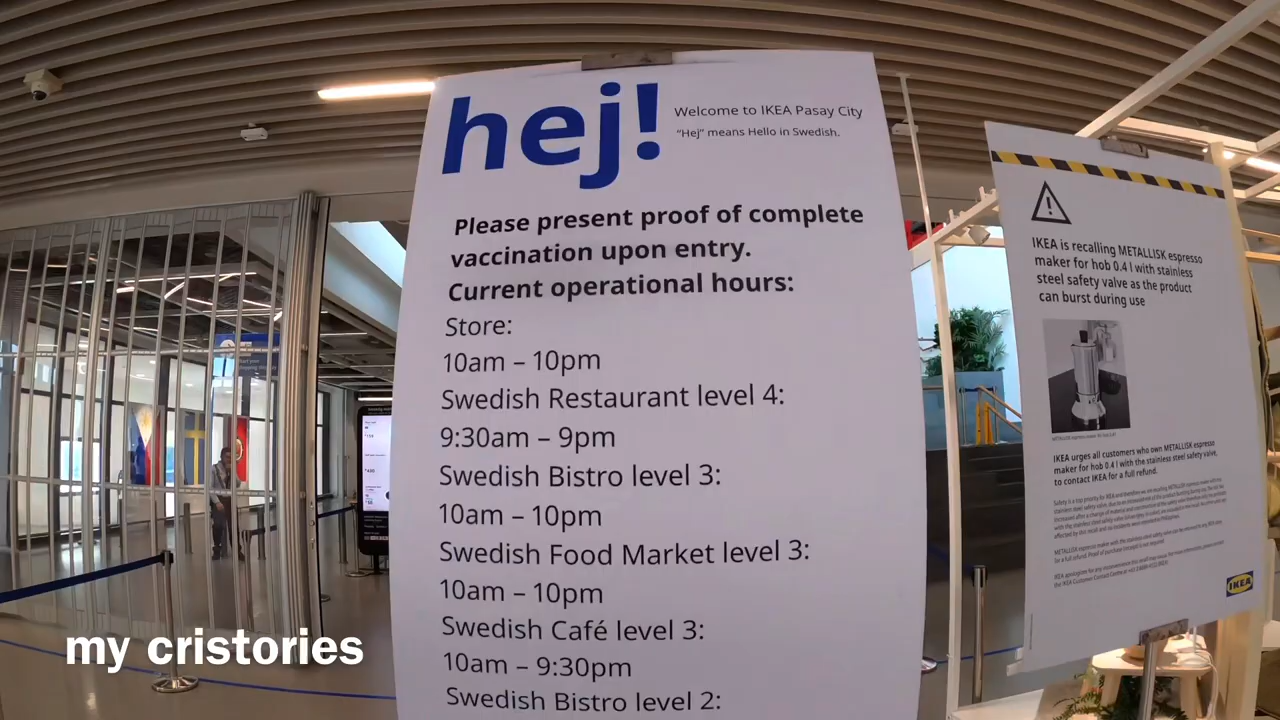 hej!
Welcome to IKEA Pasay City
"Hej" means Hello in Swedish.
Please present proof of complete
vaccination upon entry.
Current operational hours:
Store:
10am – 10pm
Swedish Restaurant level 4:
9:30am – 9pm
Swedish Bistro level 3:
10am – 10pm
Swedish Food Market level 3:
10am – 10pm
Swedish Café level 3:
10am – 9:30pm
Swedish Bistro level 2:
IKEA is recalling METALLISK espresso
maker for hob 0.4 l with stainless
steel safety valve as the product
can burst during use
IKEA urges all customers who own METALLISK espresso
maker for hob 0.4 l with the stainless steel safety valve,
to contact IKEA for a full refund.
IKEA
my cristories